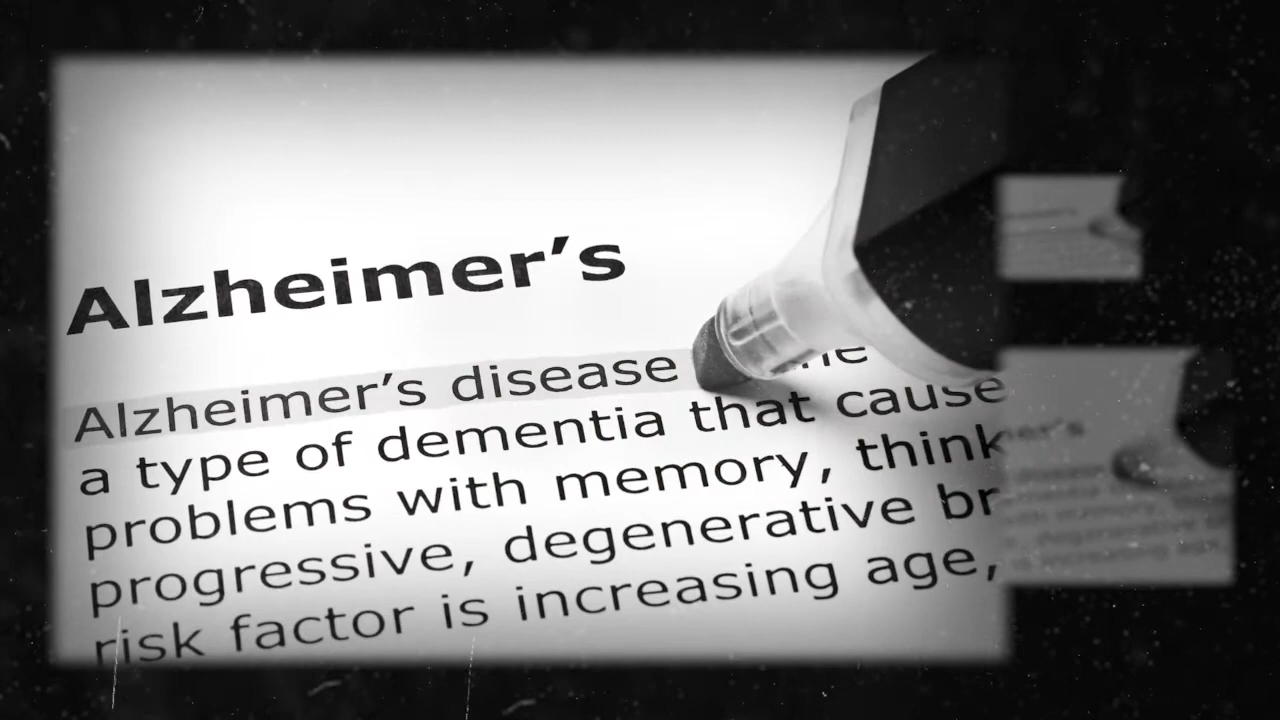 Alzheimer’s
Alzheimer’s disease
a type of dementia that cause
problems with memory, think
progressive, degenerative br
risk factor is increasing age,